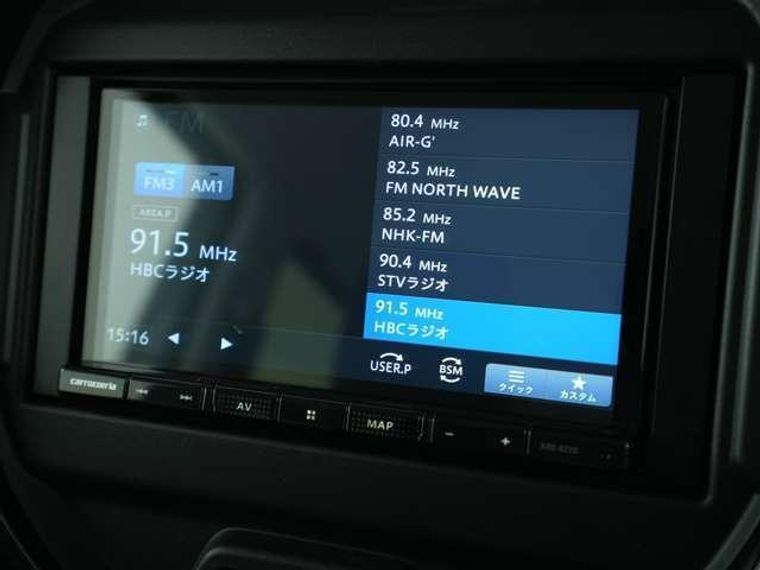 FM
FM3 AM1
AREA.P
91.5 MHz
HBCラジオ
15:16
80.4 MHz
AIR-G'
82.5 MHz
FM NORTH WAVE
85.2 MHz
NHK-FM
90.4 MHz
STVラジオ
91.5 MHz
HBCラジオ
USER.P
BSM
クイック
カスタム
carrozzeria
AV
MAP